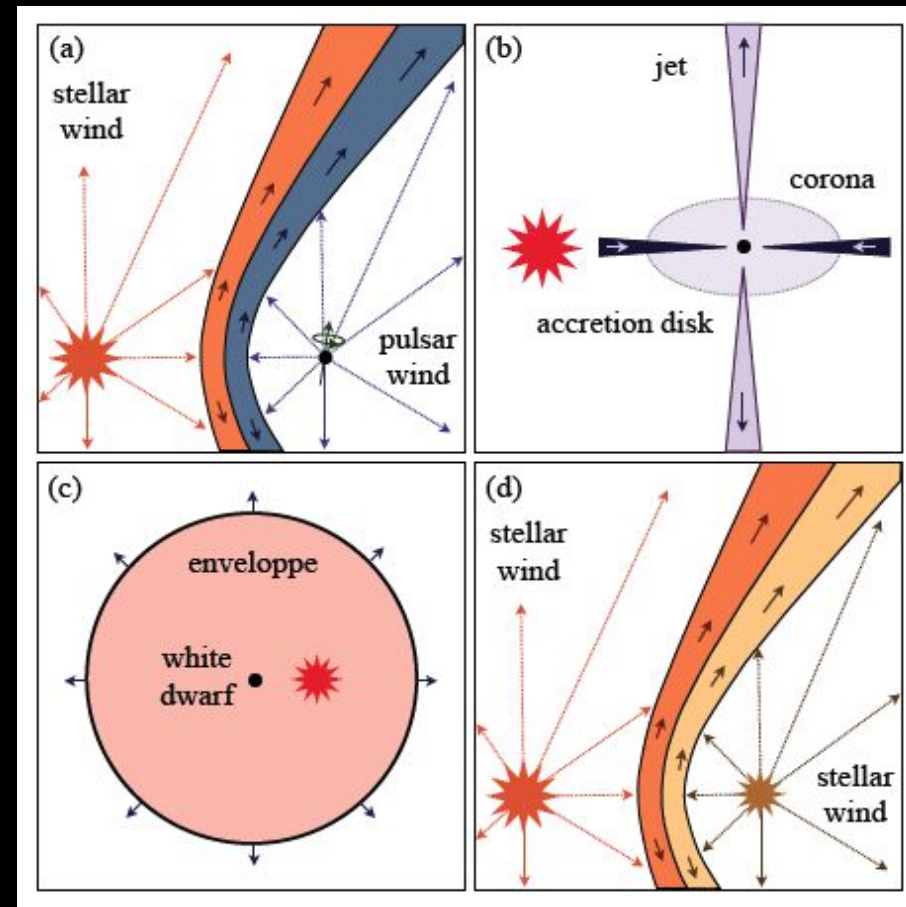 (a)
stellar
wind
pulsar
wind
(b)
jet
corona
accretion disk
(c)
enveloppe
white
dwarf
(d)
stellar
wind
stellar
wind